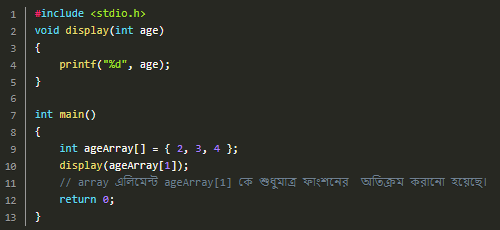 1 #include <stdio.h>
2 void display(int age)
3 {
4     printf("%d", age);
5 }
6
7 int main()
8 {
9     int ageArray[] = { 2, 3, 4 };
10     display(ageArray[1]);
11     // array এলিমেন্ট ageArray[1] কে শুধুমাত্র ফাংশনের  অতিক্রম করানো হয়েছে।
12     return 0;
13 }